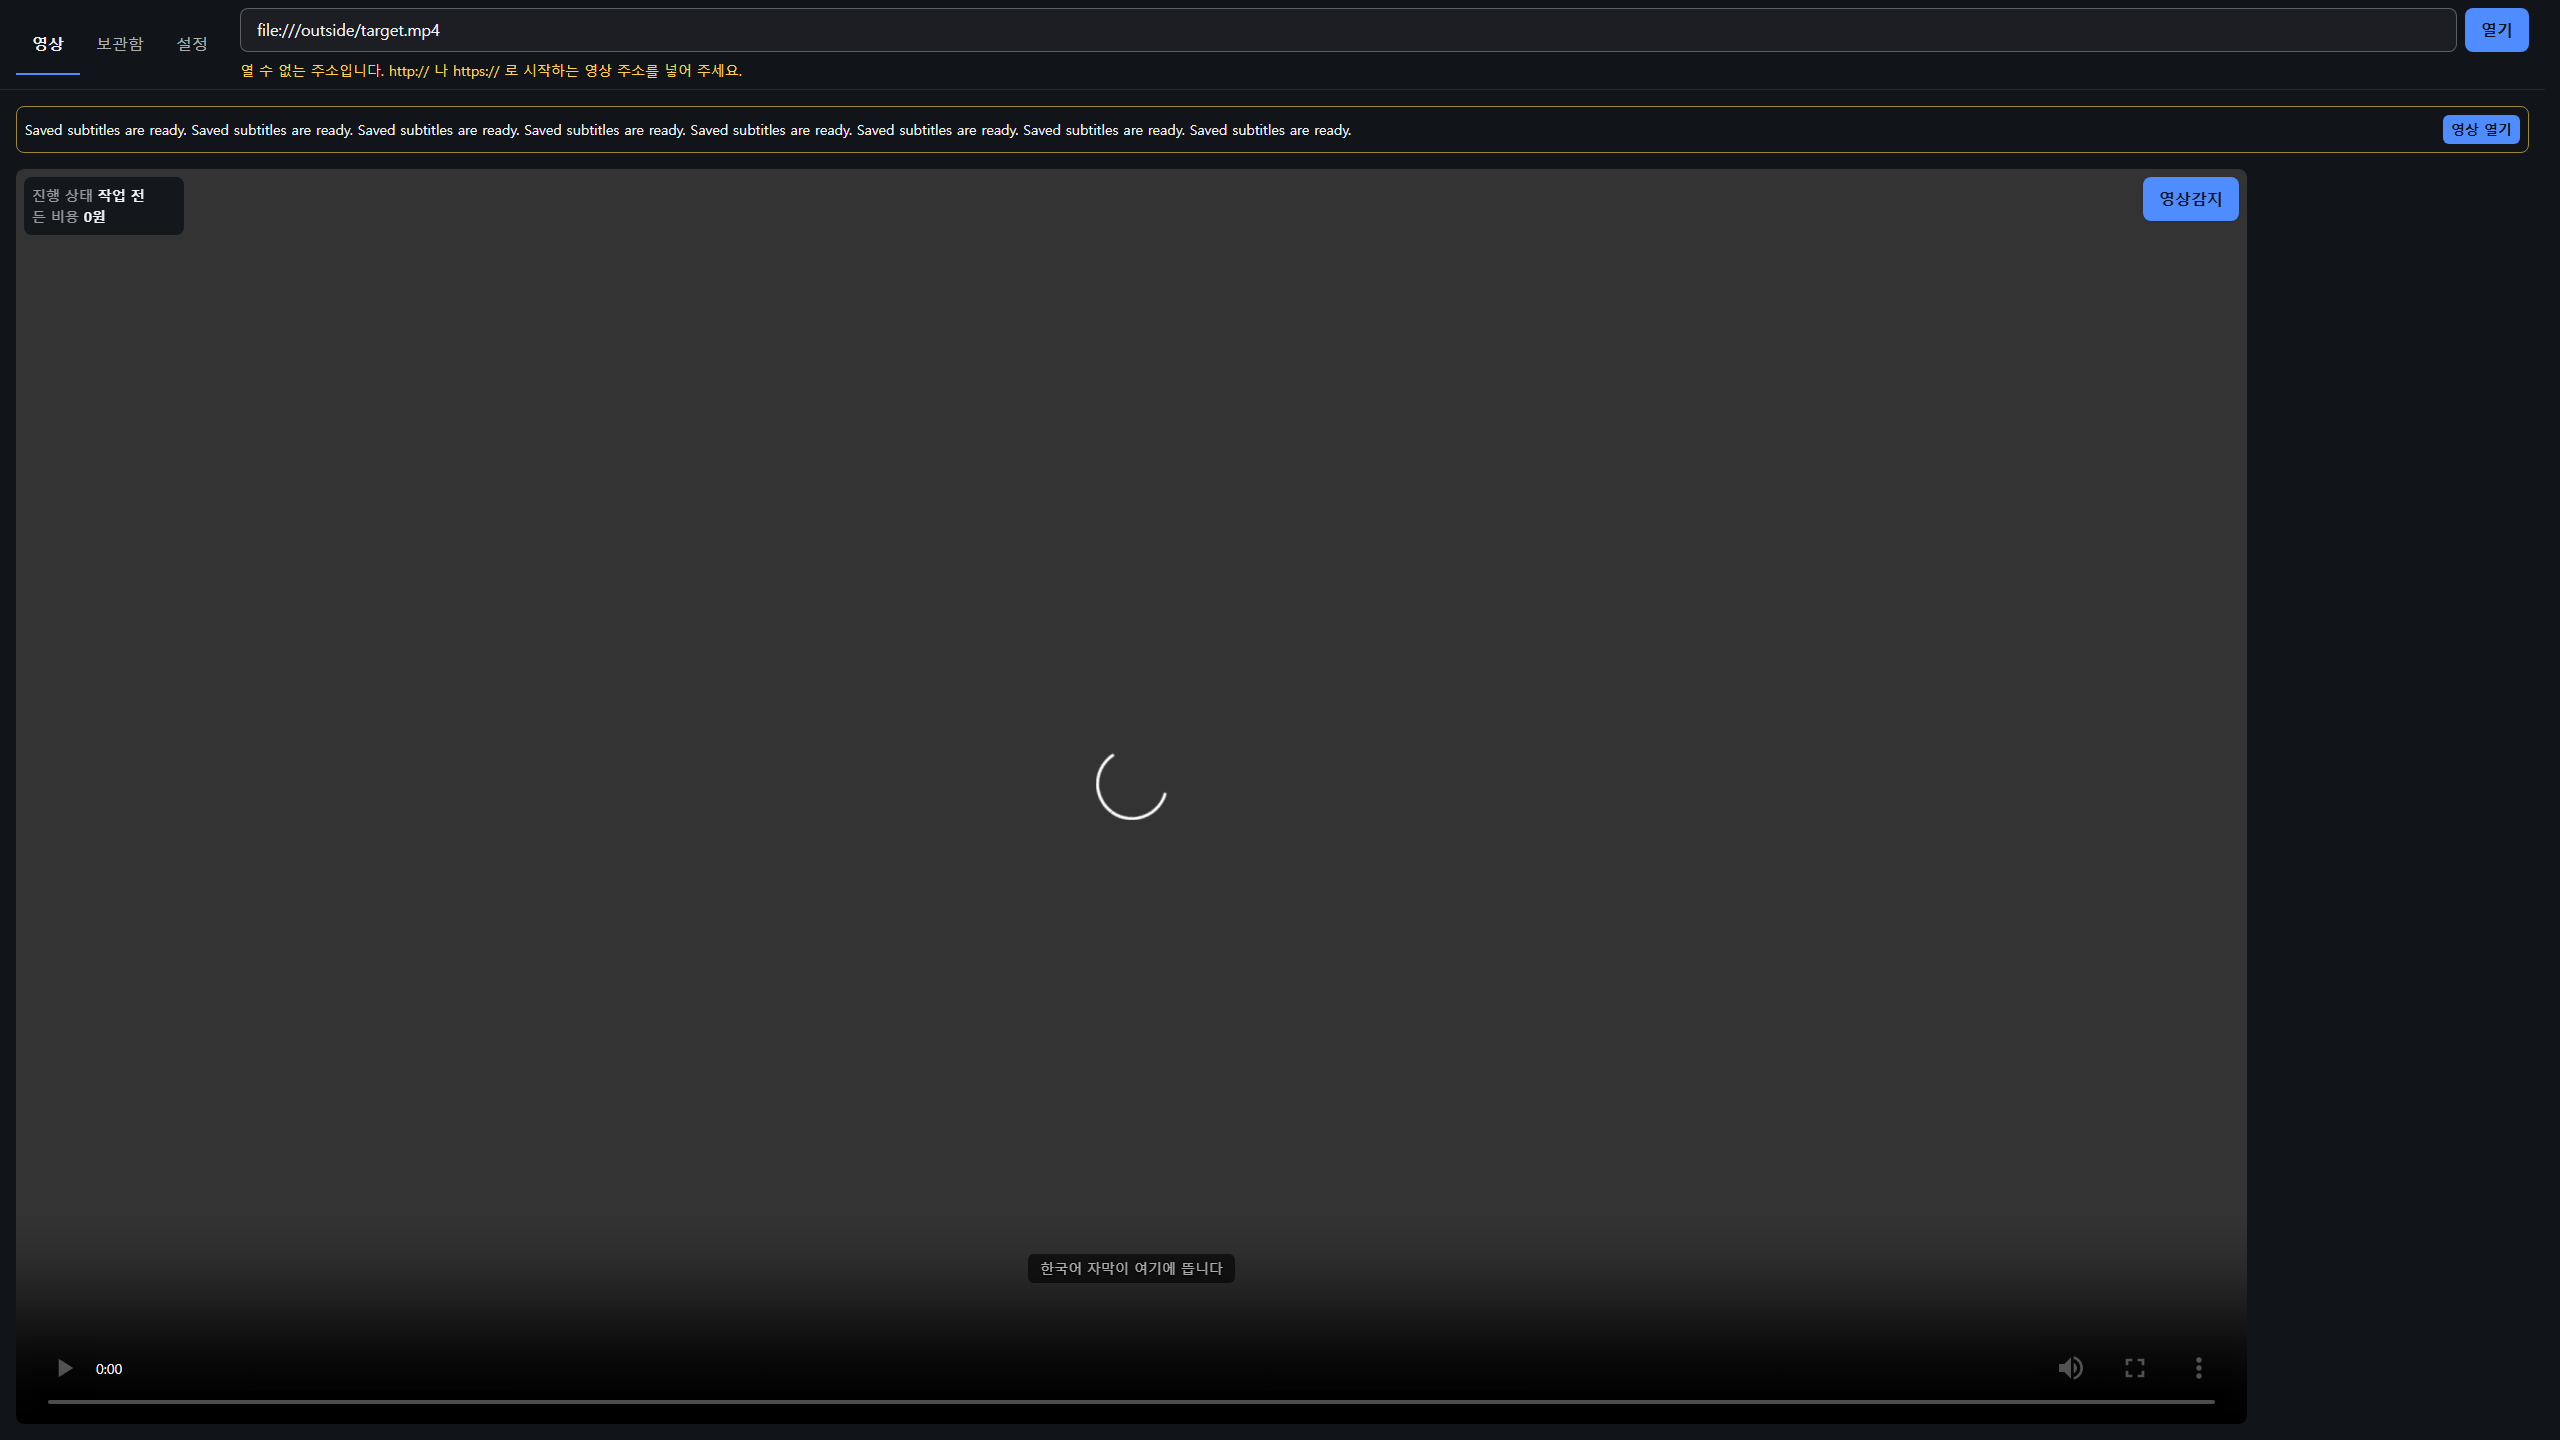 영상 보관함 설정
file:///outside/target.mp4
열기
열 수 없는 주소입니다. http:// 나 https:// 로 시작하는 영상 주소를 넣어 주세요.
Saved subtitles are ready. Saved subtitles are ready. Saved subtitles are ready. Saved subtitles are ready. Saved subtitles are ready. Saved subtitles are ready. Saved subtitles are ready. Saved subtitles are ready.
영상 열기
진행 상태 작업 전
든 비용 0원
영상감지
한국어 자막이 여기에 뜹니다
0:00